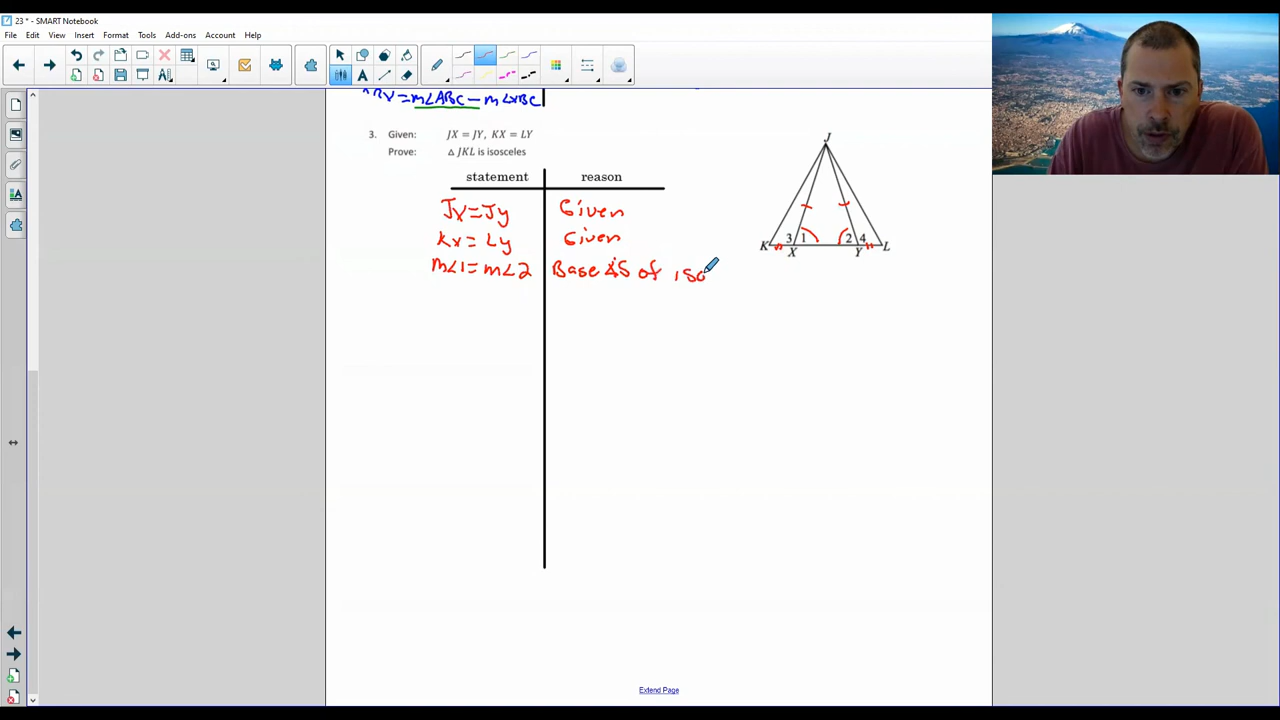 23 * - SMART Notebook
File Edit View Insert Format Tools Add-ons Account Help
= m∠ABC - m∠XBC
3. Given: JX = JY, KX = LY
Prove: △ JKL is isosceles
statement reason
Jx = Jy Given
Kx = Ly Given
m∠1 = m∠2 Base ∠s of iso
J
3 1 2 4
K X Y L
Extend Page